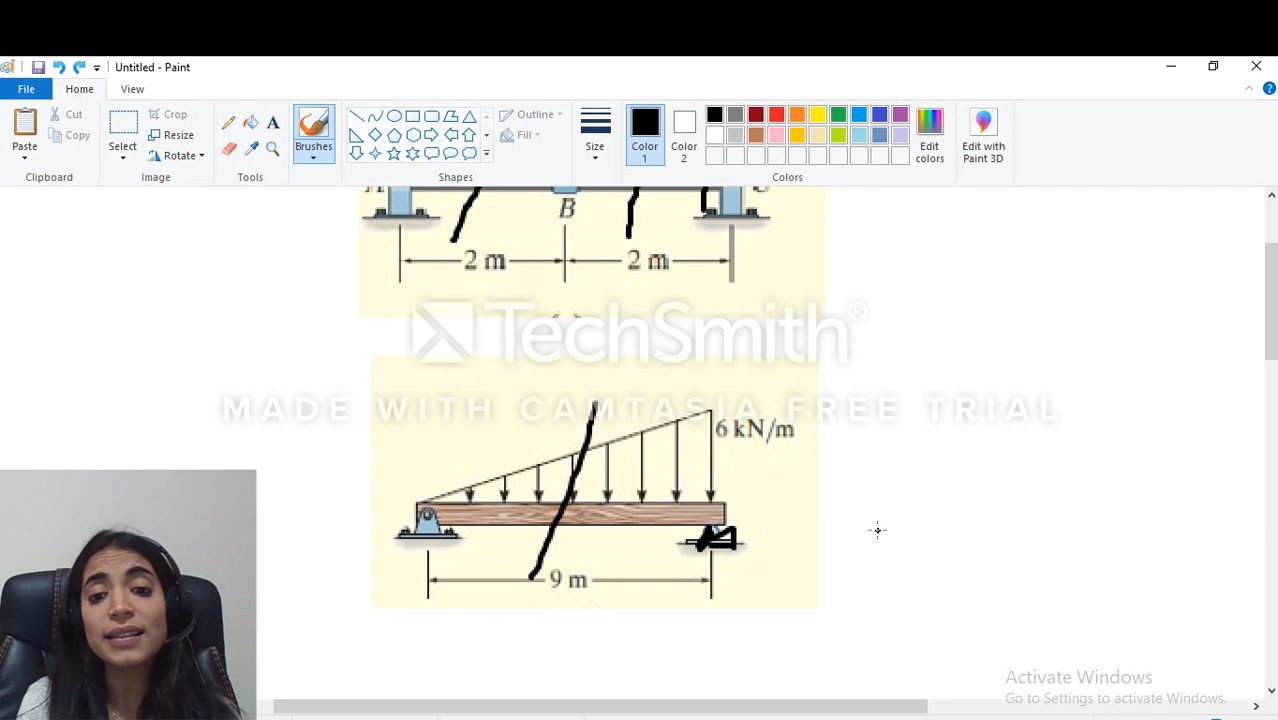 Untitled - Paint
File Home View
Paste
Cut
Copy
Clipboard
Select
Crop
Resize
Rotate
Image
A
Tools
Brushes
Outline
Fill
Shapes
Size
Color 1
Color 2
Edit colors
Colors
Edit with Paint 3D
B
2 m 2 m
TechSmith®
MADE WITH CAMTASIA FREE TRIAL
6 kN/m
9 m
Activate Windows
Go to Settings to activate Windows.